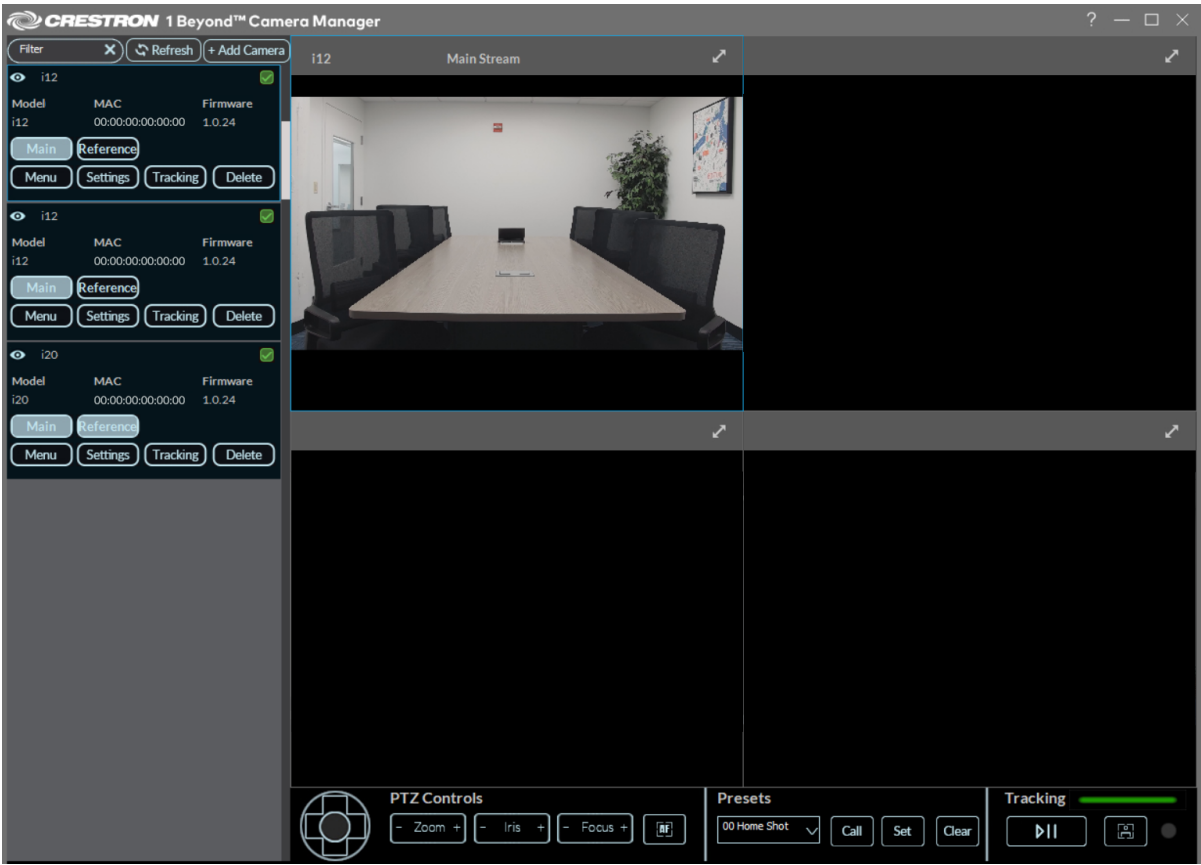 CRESTRON 1 Beyond™ Camera Manager ?
Filter Refresh + Add Camera
i12
Model MAC Firmware
i12 00:00:00:00:00:00 1.0.24
Main Reference
Menu Settings Tracking Delete
i12
Model MAC Firmware
i12 00:00:00:00:00:00 1.0.24
Main Reference
Menu Settings Tracking Delete
i20
Model MAC Firmware
i20 00:00:00:00:00:00 1.0.24
Main Reference
Menu Settings Tracking Delete
i12 Main Stream
PTZ Controls
- Zoom + - Iris + - Focus + AF
Presets
00 Home Shot Call Set Clear
Tracking